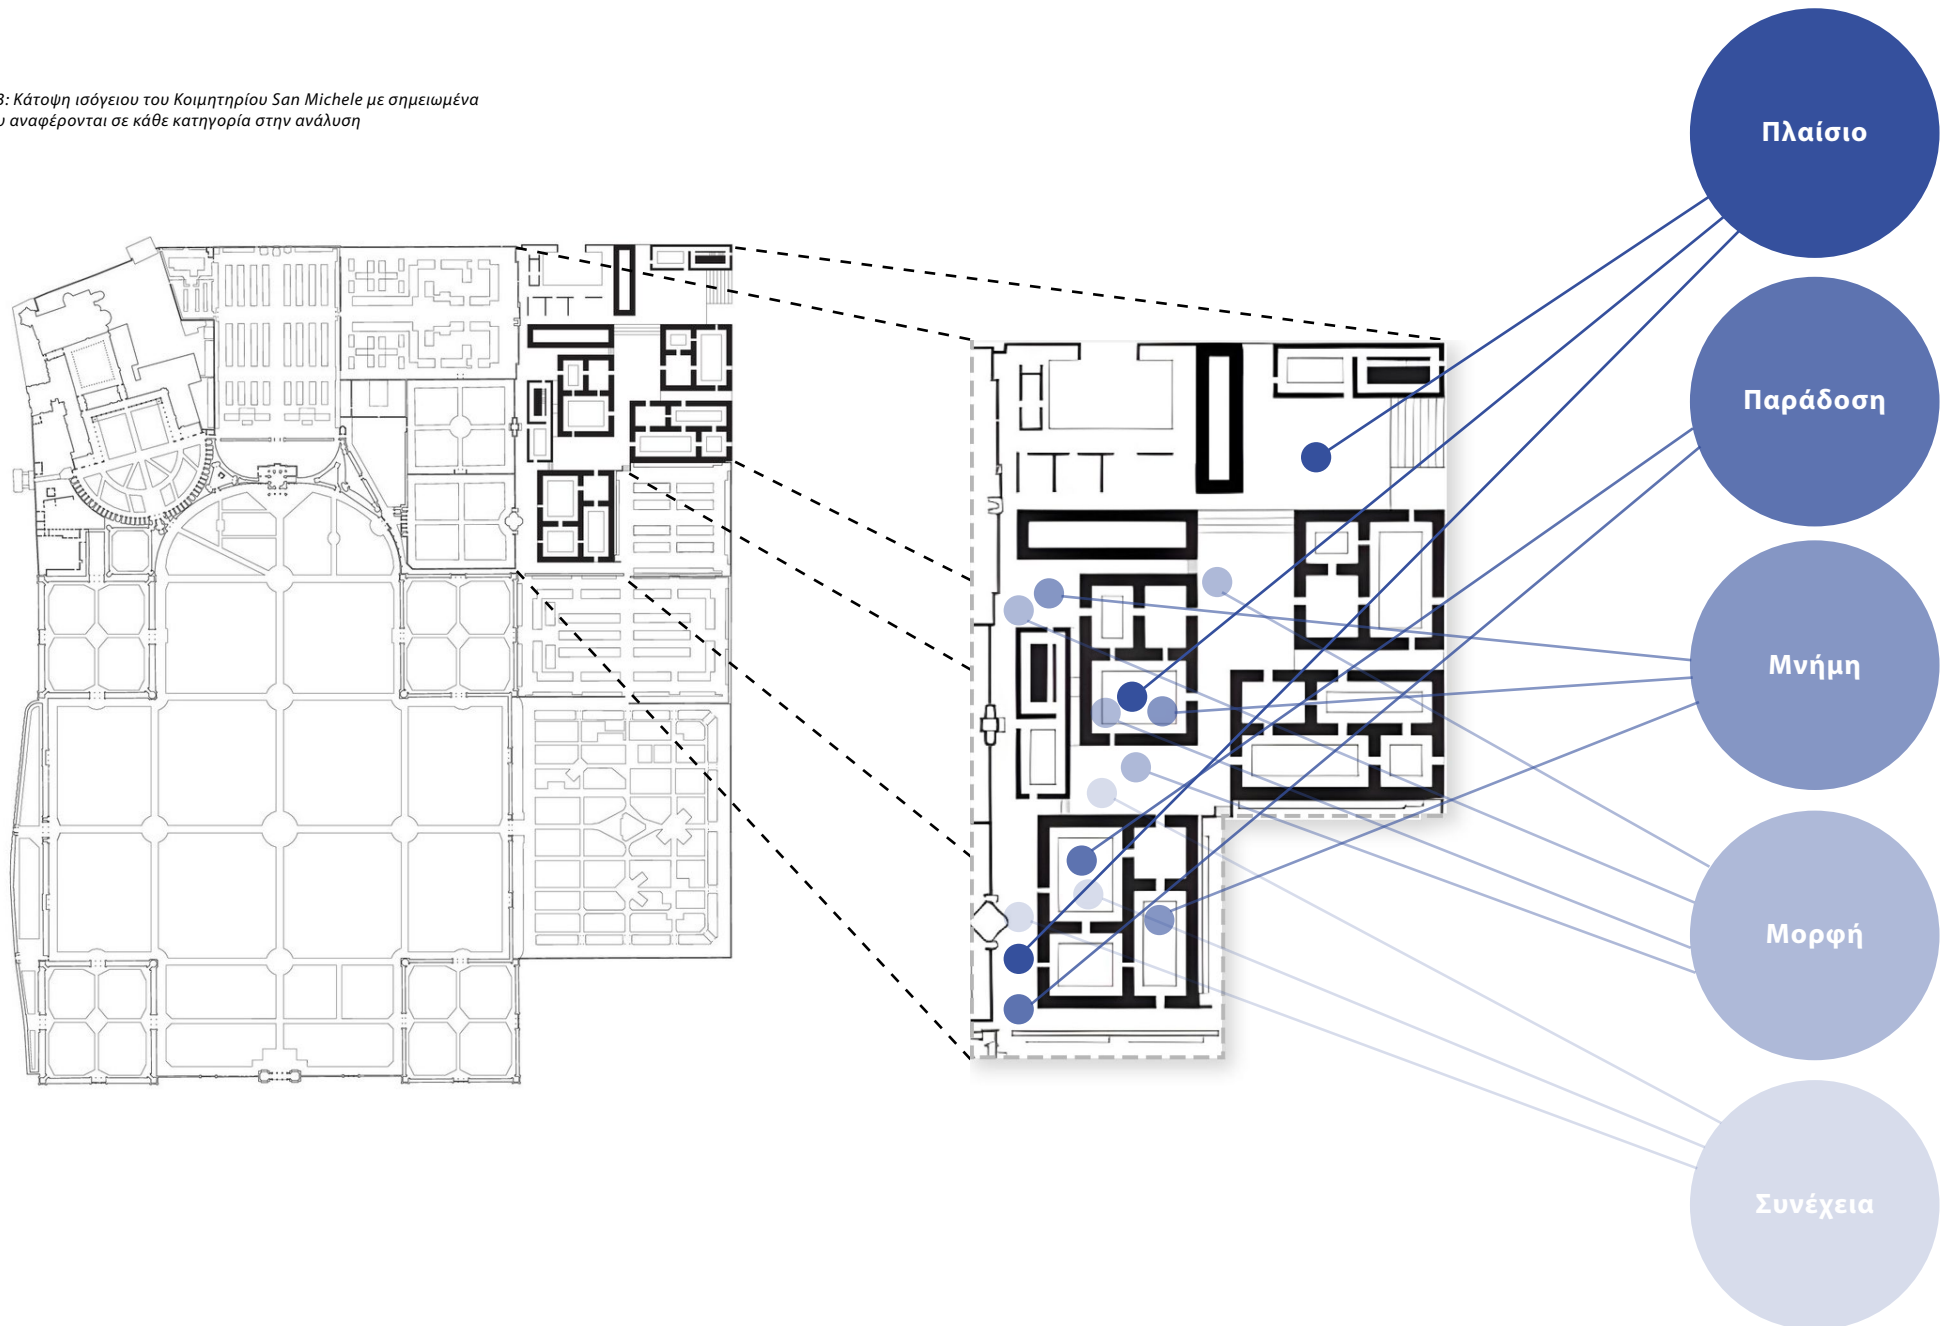 3: Κάτοψη ισόγειου του Κοιμητηρίου San Michele με σημειωμένα
υ αναφέρονται σε κάθε κατηγορία στην ανάλυση
Πλαίσιο
Παράδοση
Μνήμη
Μορφή
Συνέχεια